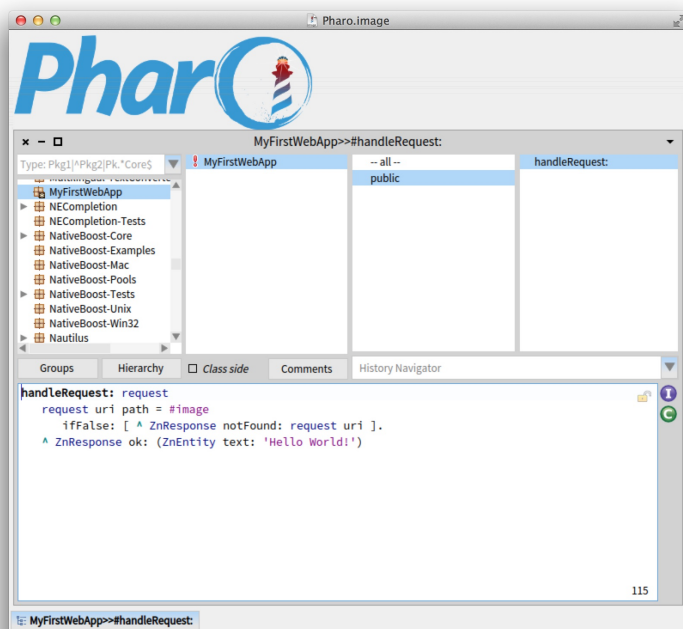 Pharo.image
Pharo
MyFirstWebApp>>#handleRequest:
Type: Pkg1|^Pkg2|Pk.*Core$
MyFirstWebApp
NECompletion
NECompletion-Tests
NativeBoost-Core
NativeBoost-Examples
NativeBoost-Mac
NativeBoost-Pools
NativeBoost-Tests
NativeBoost-Unix
NativeBoost-Win32
Nautilus
MyFirstWebApp
-- all --
public
handleRequest:
Groups Hierarchy Class side Comments History Navigator
handleRequest: request
request uri path = #image
ifFalse: [ ^ ZnResponse notFound: request uri ].
^ ZnResponse ok: (ZnEntity text: 'Hello World!')
I
C
115
MyFirstWebApp>>#handleRequest: